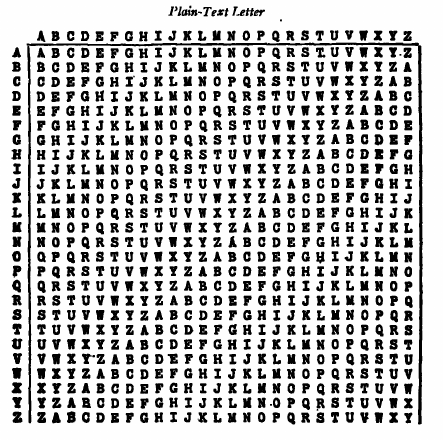 Plain-Text Letter
A B C D E F G H I J K L M N O P Q R S T U V W X Y Z
A A B C D E F G H I J K L M N O P Q R S T U V W X Y Z
B B C D E F G H I J K L M N O P Q R S T U V W X Y Z A
C C D E F G H I J K L M N O P Q R S T U V W X Y Z A B
D D E F G H I J K L M N O P Q R S T U V W X Y Z A B C
E E F G H I J K L M N O P Q R S T U V W X Y Z A B C D
F F G H I J K L M N O P Q R S T U V W X Y Z A B C D E
G G H I J K L M N O P Q R S T U V W X Y Z A B C D E F
H H I J K L M N O P Q R S T U V W X Y Z A B C D E F G
I I J K L M N O P Q R S T U V W X Y Z A B C D E F G H
J J K L M N O P Q R S T U V W X Y Z A B C D E F G H I
K K L M N O P Q R S T U V W X Y Z A B C D E F G H I J
L L M N O P Q R S T U V W X Y Z A B C D E F G H I J K
M M N O P Q R S T U V W X Y Z A B C D E F G H I J K L
N N O P Q R S T U V W X Y Z A B C D E F G H I J K L M
O O P Q R S T U V W X Y Z A B C D E F G H I J K L M N
P P Q R S T U V W X Y Z A B C D E F G H I J K L M N O
Q Q R S T U V W X Y Z A B C D E F G H I J K L M N O P
R R S T U V W X Y Z A B C D E F G H I J K L M N O P Q
S S T U V W X Y Z A B C D E F G H I J K L M N O P Q R
T T U V W X Y Z A B C D E F G H I J K L M N O P Q R S
U U V W X Y Z A B C D E F G H I J K L M N O P Q R S T
V V W X Y Z A B C D E F G H I J K L M N O P Q R S T U
W W X Y Z A B C D E F G H I J K L M N O P Q R S T U V
X X Y Z A B C D E F G H I J K L M N O P Q R S T U V W
Y Y Z A B C D E F G H I J K L M N O P Q R S T U V W X
Z Z A B C D E F G H I J K L M N O P Q R S T U V W X Y